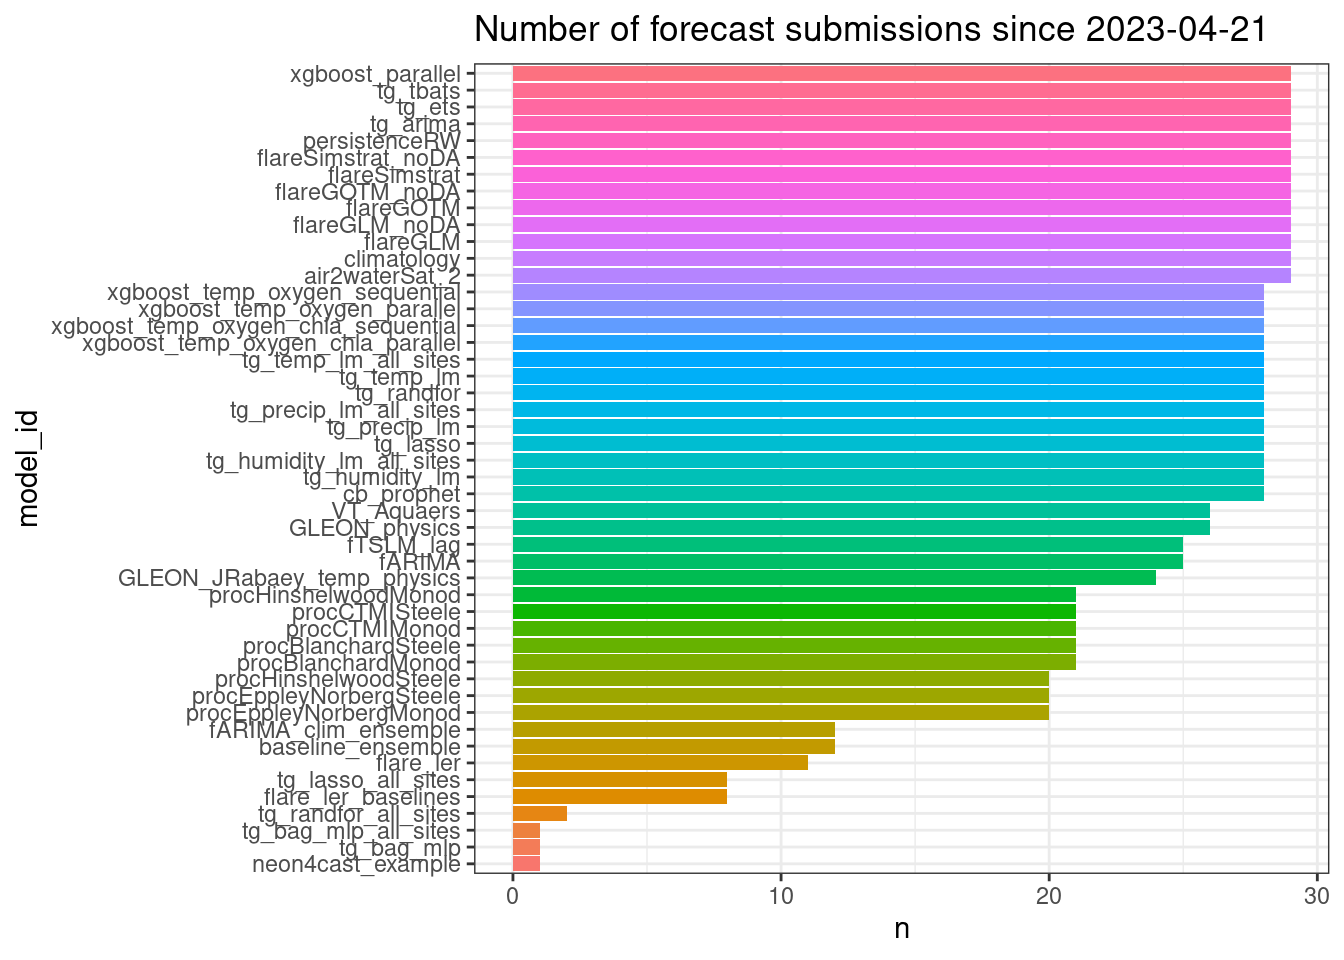 Number of forecast submissions since 2023-04-21
xgboost_parallel
tg_tbats
tg_ets
tg_arima
persistenceRW
flareSimstrat_noDA
flareSimstrat
flareGOTM_noDA
flareGOTM
flareGLM_noDA
flareGLM
climatology
air2waterSat_2
xgboost_temp_oxygen_sequential
xgboost_temp_oxygen_parallel
xgboost_temp_oxygen_chla_sequential
xgboost_temp_oxygen_chla_parallel
tg_temp_lm_all_sites
tg_temp_lm
tg_randfor
tg_precip_lm_all_sites
tg_precip_lm
tg_lasso
tg_humidity_lm_all_sites
tg_humidity_lm
cb_prophet
VT_Aquaers
GLEON_physics
fTSLM_lag
fARIMA
GLEON_JRabaey_temp_physics
procHinshelwoodMonod
procCTMISteele
procCTMIMonod
procBlanchardSteele
procBlanchardMonod
procHinshelwoodSteele
procEppleyNorbergSteele
procEppleyNorbergMonod
fARIMA_clim_ensemble
baseline_ensemble
flare_ler
tg_lasso_all_sites
flare_ler_baselines
tg_randfor_all_sites
tg_bag_mlp_all_sites
tg_bag_mlp
neon4cast_example
model_id
0 10 20 30
n